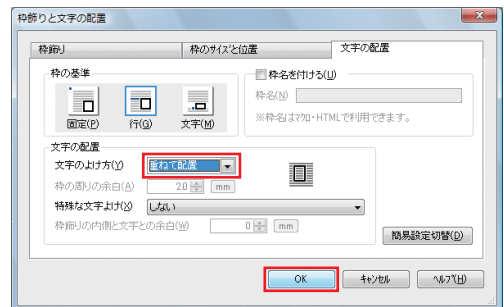 枠飾りと文字の配置
枠飾り 枠のサイズと位置 文字の配置
枠の基準
固定(P) 行(G) 文字(M)
枠名を付ける(U)
枠名(N)
※枠名はマクロ・HTMLで利用できます。
文字の配置
文字のよけ方(Y) 重ねて配置
枠の周りの余白(A) 2.0 mm
特殊な文字よけ(X) しない
枠飾りの内側と文字との余白(W) 0 mm
簡易設定切替(D)
OK キャンセル ヘルプ(H)